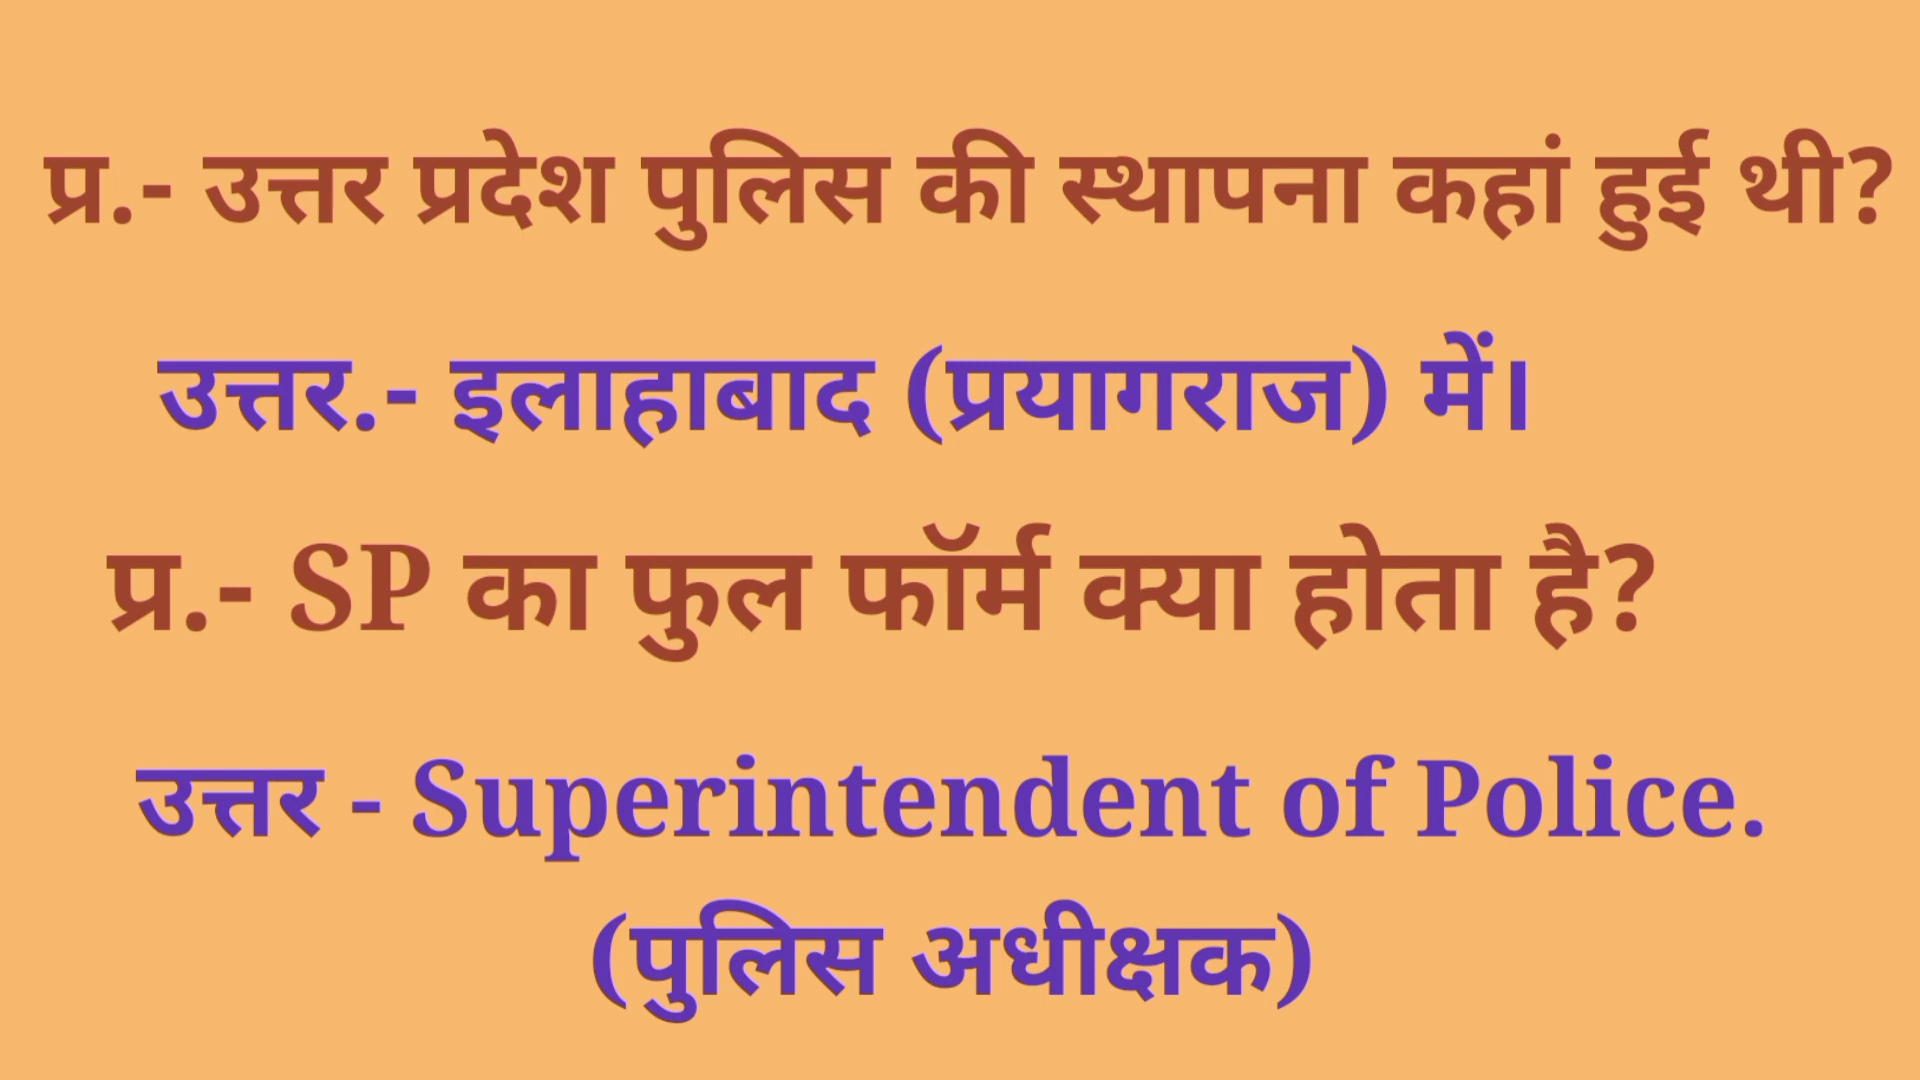 प्र.- उत्तर प्रदेश पुलिस की स्थापना कहां हुई थी?
उत्तर.- इलाहाबाद (प्रयागराज) में।
प्र.- SP का फुल फॉर्म क्या होता है?
उत्तर - Superintendent of Police.
(पुलिस अधीक्षक)